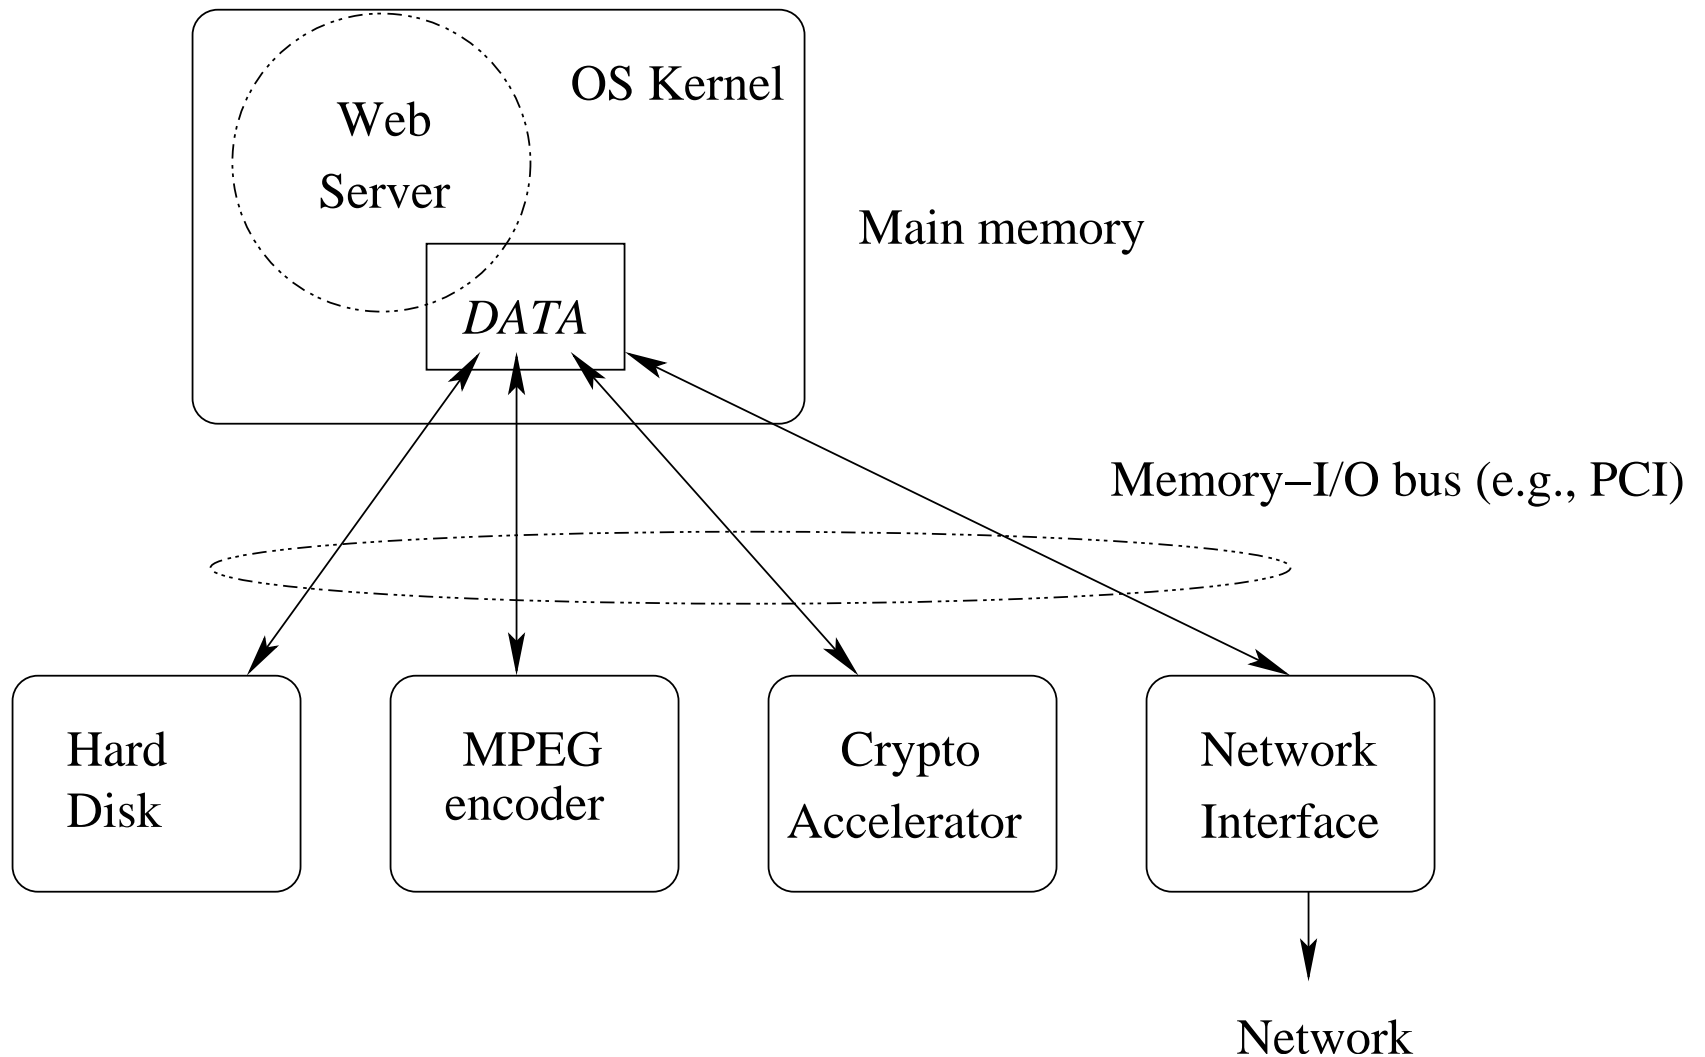 OS Kernel
Web
Server
Main memory
DATA
Memory–I/O bus (e.g., PCI)
Hard
Disk
MPEG
encoder
Crypto
Accelerator
Network
Interface
Network